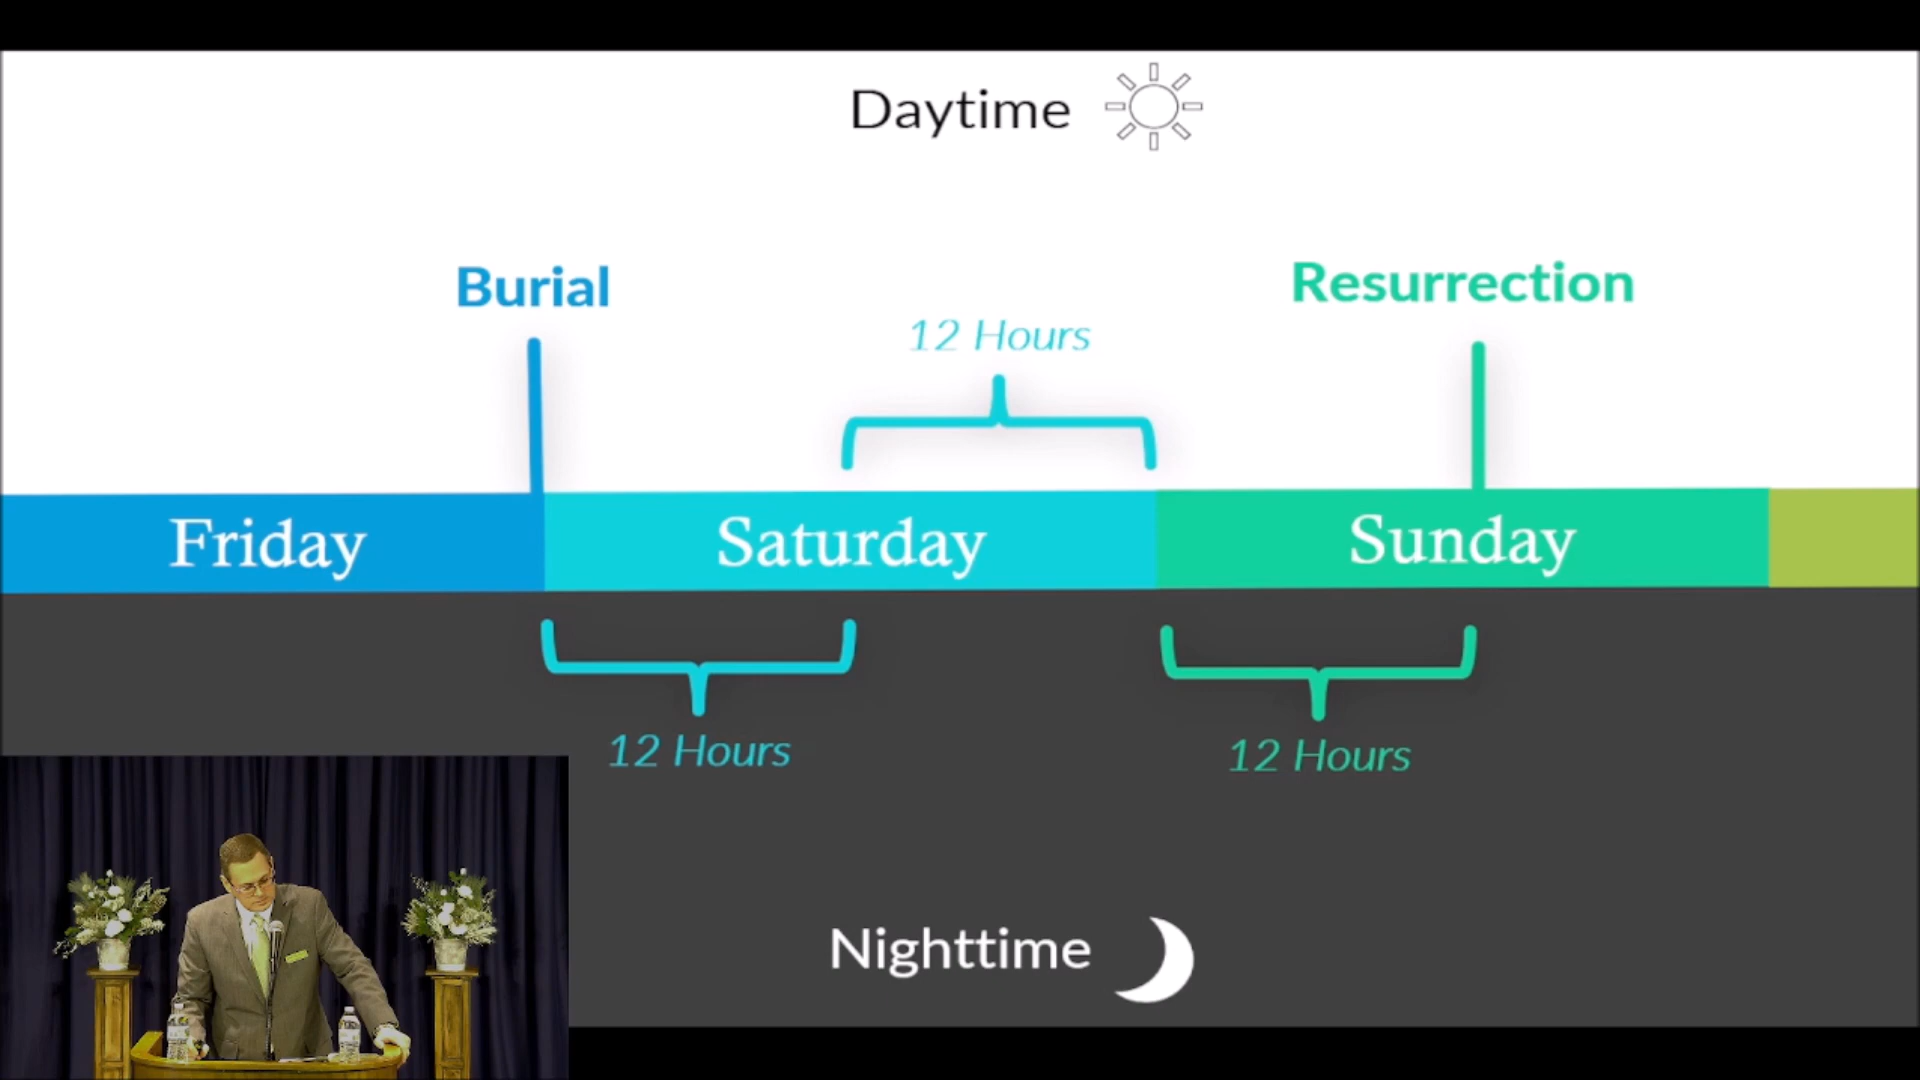 Daytime
Burial
Resurrection
12 Hours
Friday
Saturday
Sunday
12 Hours
12 Hours
Nighttime